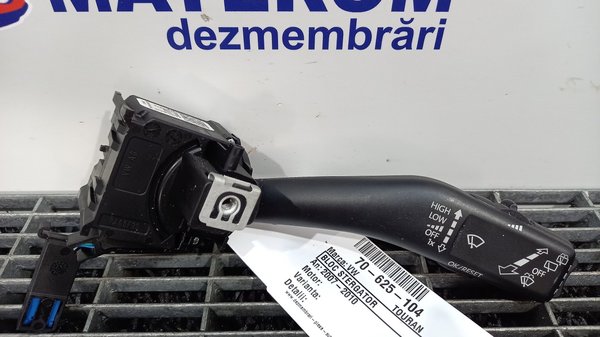 dezmembrări
HIGH
LOW
OFF
1x
OFF
OK/RESET
70 - 625 - 104
Marca: VW
TOURAN
BLOC STERGATOR
An: 2007 - 2010
Motor:
Varianta:
Detalii: